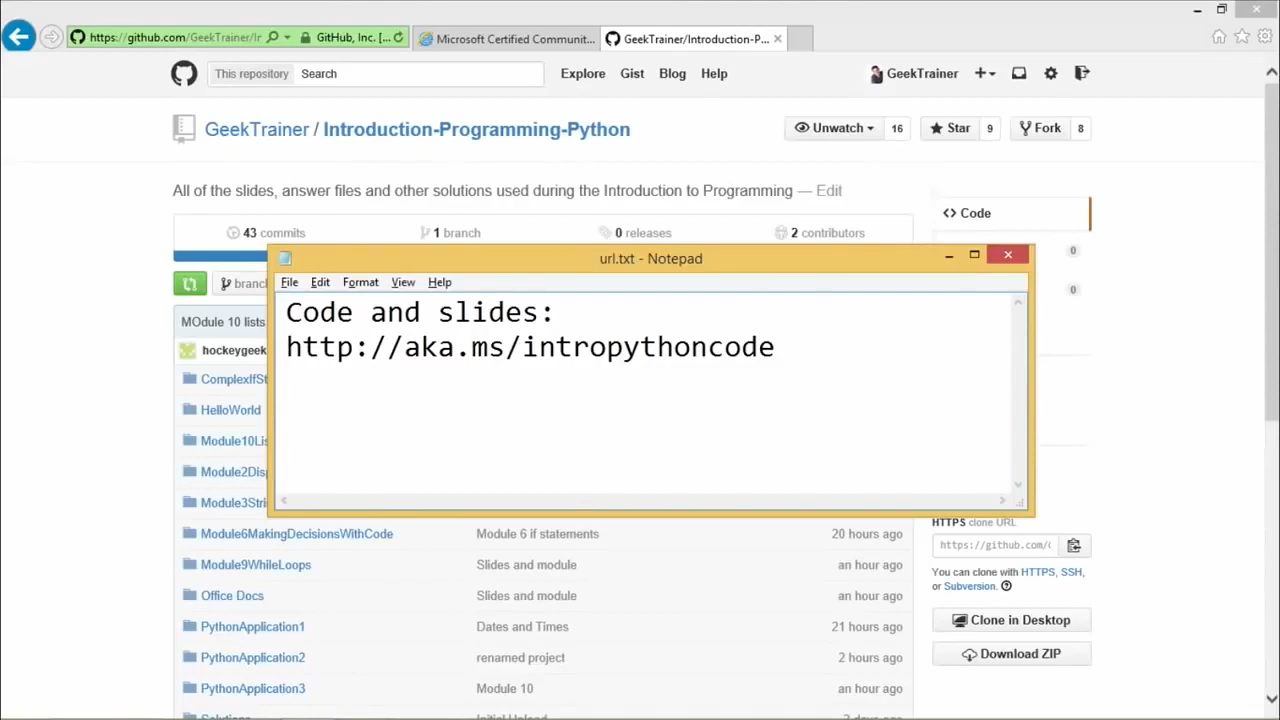 https://github.com/GeekTrainer/Ir
GitHub, Inc. [...
Microsoft Certified Communit...
GeekTrainer/Introduction-P...
This repository
Search
Explore
Gist
Blog
Help
GeekTrainer
GeekTrainer / Introduction-Programming-Python
Unwatch
16
Star
9
Fork
8
All of the slides, answer files and other solutions used during the Introduction to Programming — Edit
Code
43 commits
1 branch
0 releases
2 contributors
0
url.txt - Notepad
File
Edit
Format
View
Help
branc
0
Code and slides:
http://aka.ms/intropythoncode
MOdule 10 lists
hockeygeek
ComplexIfSt
HelloWorld
Module10Lis
Module2Disp
Module3Stri
HTTPS clone URL
Module6MakingDecisionsWithCode
Module 6 if statements
20 hours ago
https://github.com/
Module9WhileLoops
Slides and module
an hour ago
You can clone with HTTPS, SSH,
or Subversion.
Office Docs
Slides and module
an hour ago
PythonApplication1
Dates and Times
21 hours ago
Clone in Desktop
PythonApplication2
renamed project
2 hours ago
Download ZIP
PythonApplication3
Module 10
an hour ago